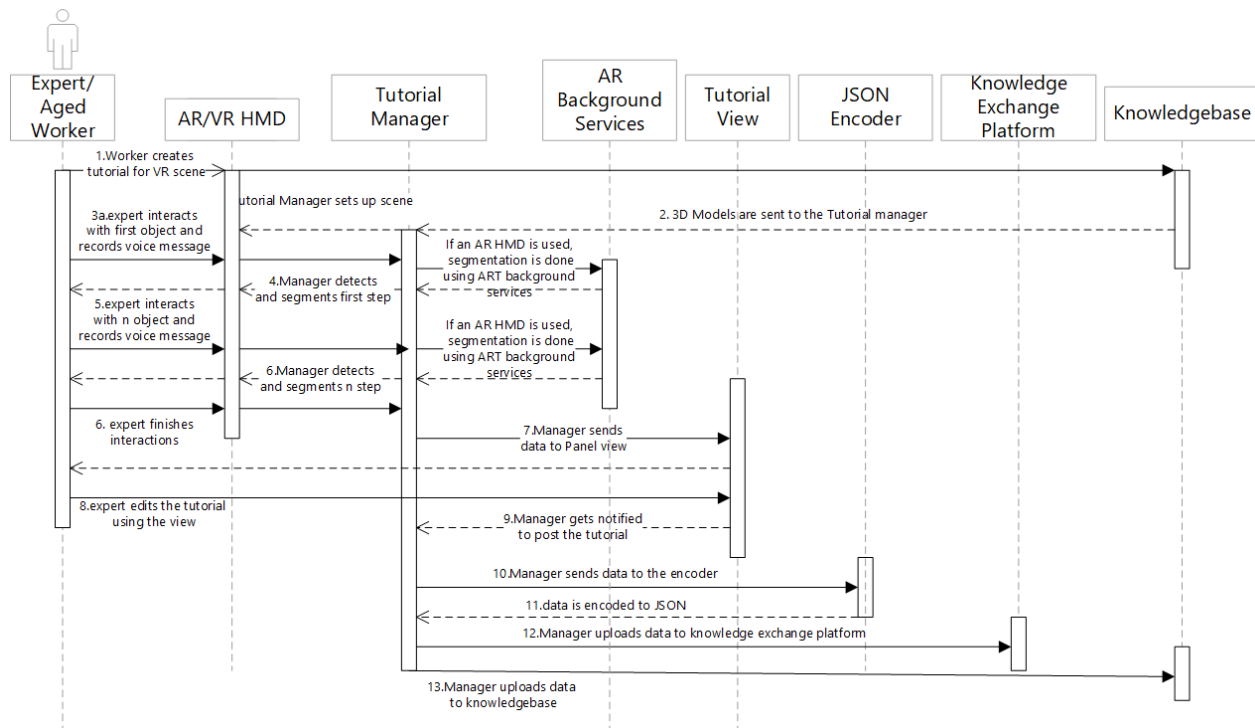 Expert/
Aged
Worker
AR/VR HMD
Tutorial
Manager
AR
Background
Services
Tutorial
View
JSON
Encoder
Knowledge
Exchange
Platform
Knowledgebase
1.Worker creates
tutorial for VR scene
utorial Manager sets up scene
2. 3D Models are sent to the Tutorial manager
3a.expert interacts
with first object and
records voice message
If an AR HMD is used,
segmentation is done
using ART background
services
4.Manager detects
and segments first step
5.expert interacts
with n object and
records voice message
If an AR HMD is used,
segmentation is done
using ART background
services
6.Manager detects
and segments n step
6. expert finishes
interactions
7.Manager sends
data to Panel view
8.expert edits the tutorial
using the view
9.Manager gets notified
to post the tutorial
10.Manager sends data to the encoder
11.data is encoded to JSON
12.Manager uploads data to knowledge exchange platform
13.Manager uploads data
to knowledgebase